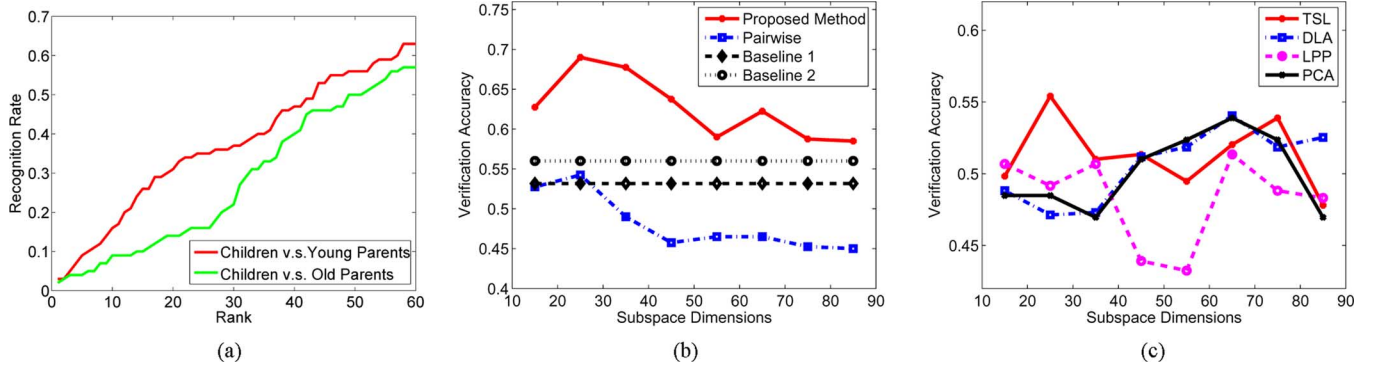 0.7
0.6
0.5
0.4
0.3
0.2
0.1
0
Recognition Rate
Children v.s.Young Parents
Children v.s. Old Parents
0 10 20 30 40 50 60
Rank
(a)
0.75
0.7
0.65
0.6
0.55
0.5
0.45
0.4
Verification Accuracy
Proposed Method
Pairwise
Baseline 1
Baseline 2
10 20 30 40 50 60 70 80 90
Subspace Dimensions
(b)
0.6
0.55
0.5
0.45
Verification Accuracy
TSL
DLA
LPP
PCA
10 20 30 40 50 60 70 80 90
Subspace Dimensions
(c)